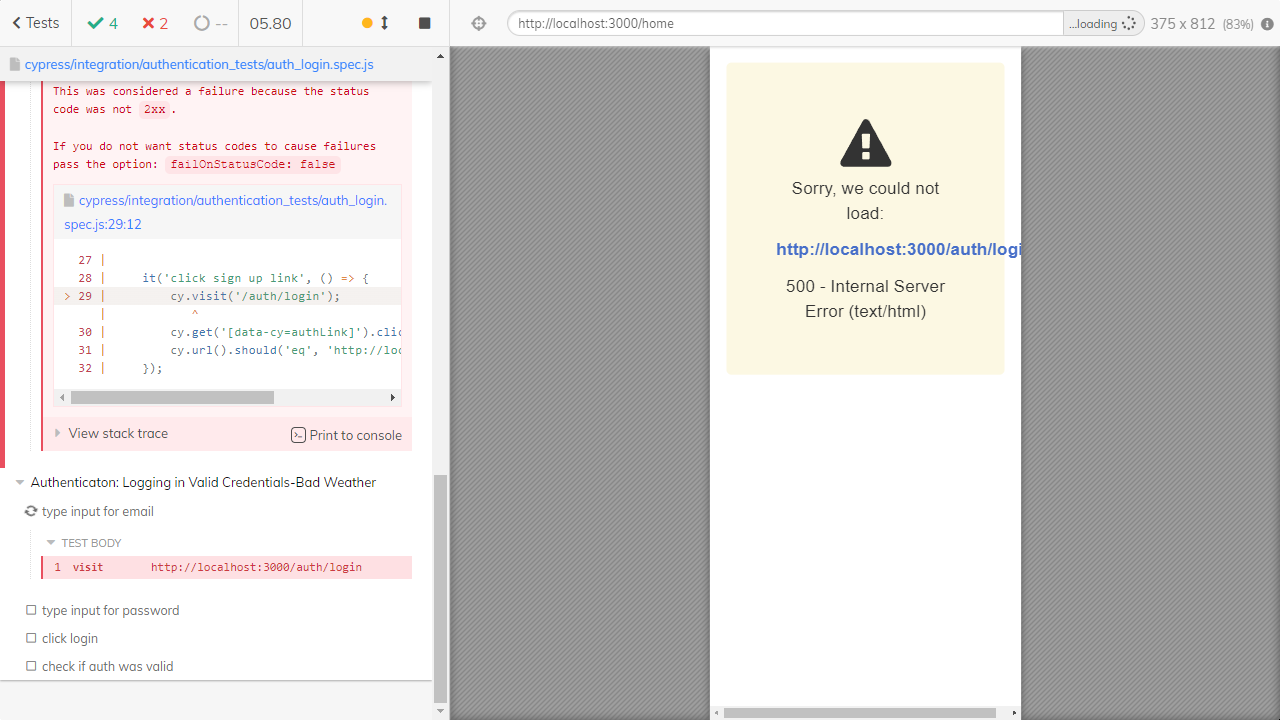 Tests
4
2
--
05.80
http://localhost:3000/home
...loading
375 x 812 (83%)
cypress/integration/authentication_tests/auth_login.spec.js
This was considered a failure because the status
code was not 2xx.
If you do not want status codes to cause failures
pass the option: failOnStatusCode: false
cypress/integration/authentication_tests/auth_login.
spec.js:29:12
27 |
28 | it('click sign up link', () => {
> 29 | cy.visit('/auth/login');
| ^
30 | cy.get('[data-cy=authLink]').clic
31 | cy.url().should('eq', 'http://loc
32 | });
View stack trace
Print to console
Authenticaton: Logging in Valid Credentials-Bad Weather
type input for email
TEST BODY
1 visit http://localhost:3000/auth/login
type input for password
click login
check if auth was valid
Sorry, we could not
load:
http://localhost:3000/auth/logi
500 - Internal Server
Error (text/html)